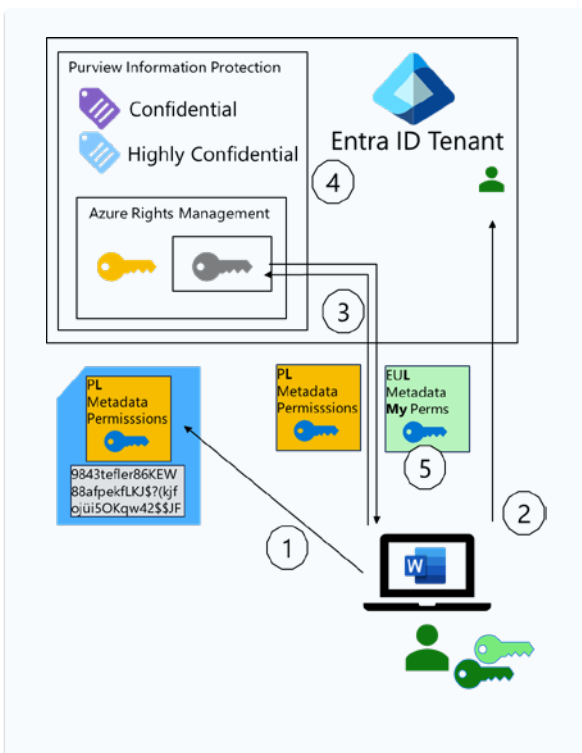 Purview Information Protection
Confidential
Highly Confidential
Entra ID Tenant
4
Azure Rights Management
3
PL
Metadata
Permisssions
9843tefler86KEW
88afpekfLKJ$?(kjf
ojüi5OKqw42$$JF
PL
Metadata
Permisssions
EUL
Metadata
My Perms
5
2
1
W